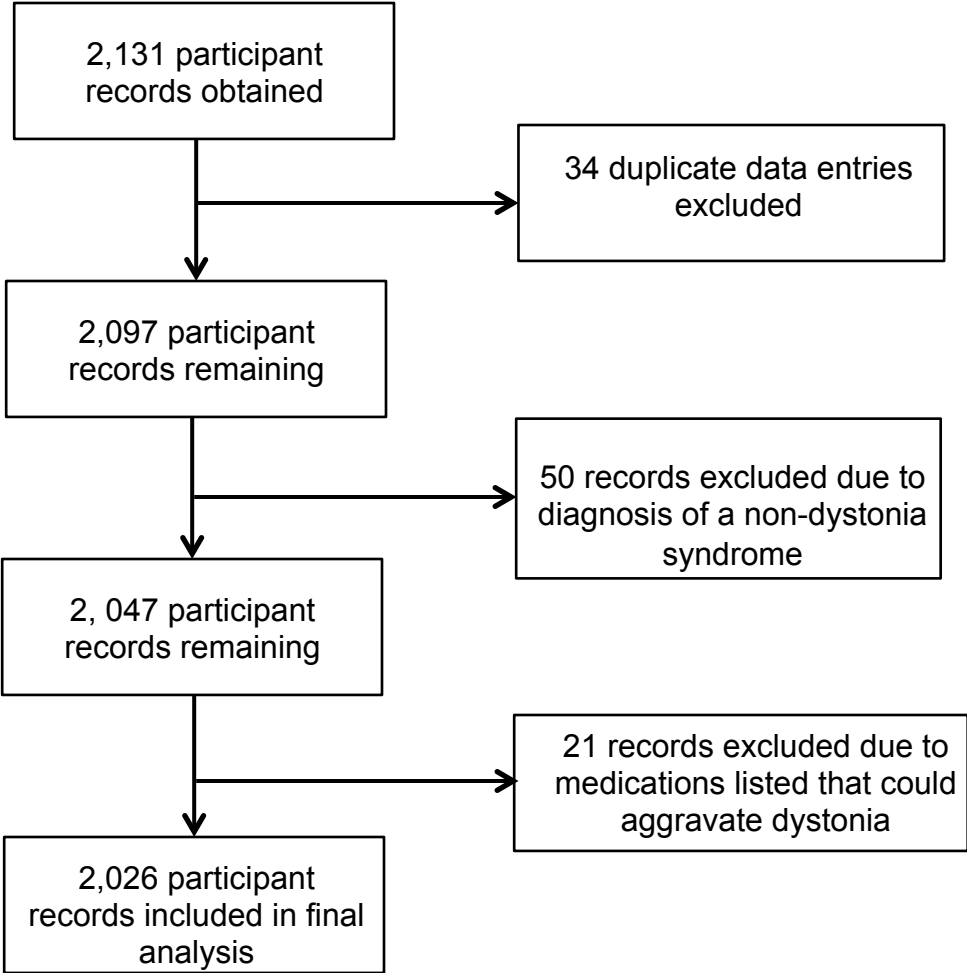 2,131 participant
records obtained
34 duplicate data entries
excluded
2,097 participant
records remaining
50 records excluded due to
diagnosis of a non-dystonia
syndrome
2, 047 participant
records remaining
21 records excluded due to
medications listed that could
aggravate dystonia
2,026 participant
records included in final
analysis